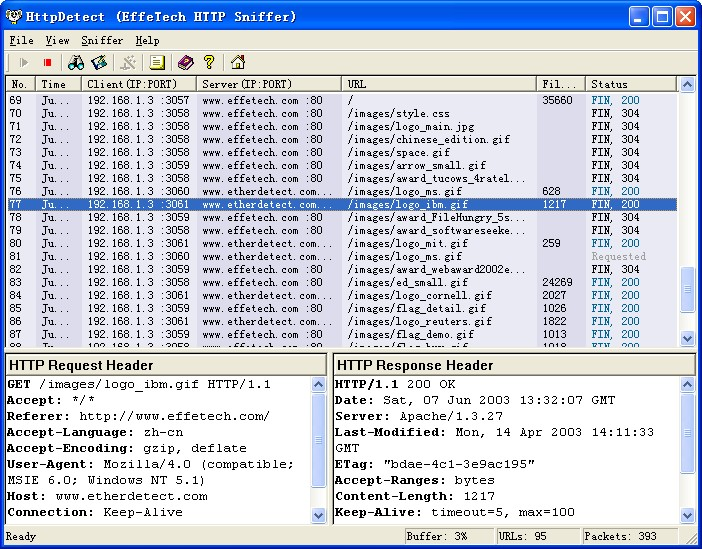 HttpDetect (EffeTech HTTP Sniffer)
File View Sniffer Help
No. Time Client(IP:PORT) Server(IP:PORT) URL Fil... Status
69 Ju... 192.168.1.3 :3057 www.effetech.com :80 / 35660 FIN, 200
70 Ju... 192.168.1.3 :3058 www.effetech.com :80 /images/style.css FIN, 304
71 Ju... 192.168.1.3 :3057 www.effetech.com :80 /images/logo_main.jpg FIN, 304
72 Ju... 192.168.1.3 :3058 www.effetech.com :80 /images/chinese_edition.gif FIN, 304
73 Ju... 192.168.1.3 :3058 www.effetech.com :80 /images/space.gif FIN, 304
74 Ju... 192.168.1.3 :3059 www.effetech.com :80 /images/arrow_small.gif FIN, 304
75 Ju... 192.168.1.3 :3058 www.effetech.com :80 /images/award_tucows_4ratel... FIN, 304
76 Ju... 192.168.1.3 :3060 www.etherdetect.com... /images/logo_ms.gif 628 FIN, 200
77 Ju... 192.168.1.3 :3061 www.etherdetect.com... /images/logo_ibm.gif 1217 FIN, 200
78 Ju... 192.168.1.3 :3059 www.effetech.com :80 /images/award_FileHungry_5s... FIN, 304
79 Ju... 192.168.1.3 :3058 www.effetech.com :80 /images/award_softwareseeke... FIN, 304
80 Ju... 192.168.1.3 :3061 www.etherdetect.com... /images/logo_mit.gif 259 FIN, 200
81 Ju... 192.168.1.3 :3060 www.etherdetect.com... /images/logo_ms.gif Requested
82 Ju... 192.168.1.3 :3059 www.effetech.com :80 /images/award_webaward2002e... FIN, 304
83 Ju... 192.168.1.3 :3058 www.effetech.com :80 /images/ed_small.gif 24269 FIN, 200
84 Ju... 192.168.1.3 :3061 www.etherdetect.com... /images/logo_cornell.gif 2027 FIN, 200
85 Ju... 192.168.1.3 :3059 www.effetech.com :80 /images/flag_detail.gif 1026 FIN, 200
86 Ju... 192.168.1.3 :3061 www.etherdetect.com... /images/logo_reuters.gif 1822 FIN, 200
87 Ju... 192.168.1.3 :3059 www.effetech.com :80 /images/flag_demo.gif 1013 FIN, 200
HTTP Request Header
GET /images/logo_ibm.gif HTTP/1.1
Accept: */*
Referer: http://www.effetech.com/
Accept-Language: zh-cn
Accept-Encoding: gzip, deflate
User-Agent: Mozilla/4.0 (compatible;
MSIE 6.0; Windows NT 5.1)
Host: www.etherdetect.com
Connection: Keep-Alive
HTTP Response Header
HTTP/1.1 200 OK
Date: Sat, 07 Jun 2003 13:32:07 GMT
Server: Apache/1.3.27
Last-Modified: Mon, 14 Apr 2003 14:11:33
GMT
ETag: "bdae-4c1-3e9ac195"
Accept-Ranges: bytes
Content-Length: 1217
Keep-Alive: timeout=5, max=100
Ready Buffer: 3% URLs: 95 Packets: 393